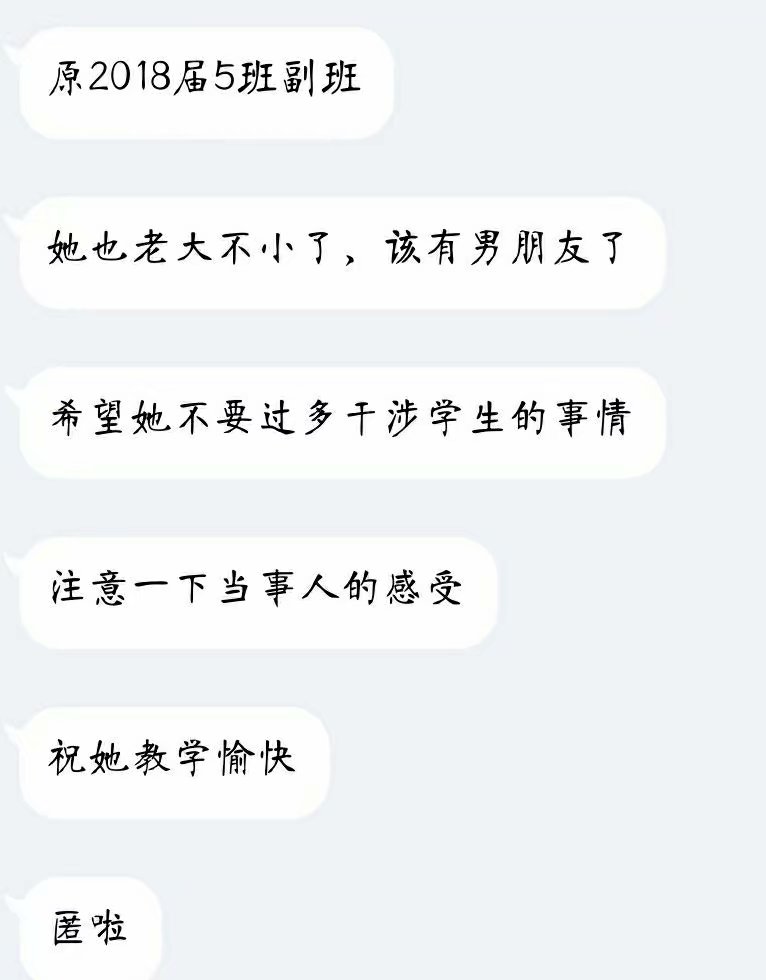 原2018届5班副班
她也老大不小了，该有男朋友了
希望她不要过多干涉学生的事情
注意一下当事人的感受
祝她教学愉快
匿啦